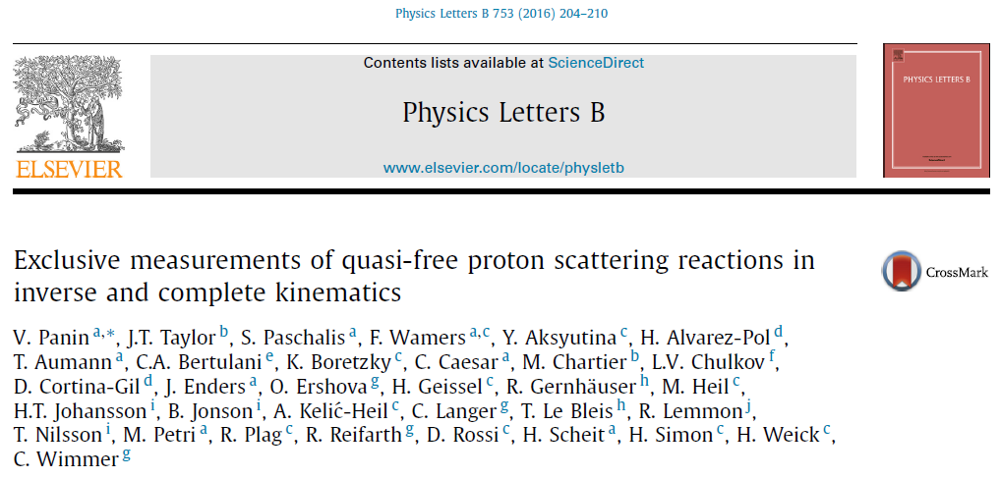 Physics Letters B 753 (2016) 204–210
Contents lists available at ScienceDirect
Physics Letters B
www.elsevier.com/locate/physletb
ELSEVIER
PHYSICS LETTERS B
Exclusive measurements of quasi-free proton scattering reactions in
inverse and complete kinematics
CrossMark
V. Panin a,*, J.T. Taylor b, S. Paschalis a, F. Wamers a,c, Y. Aksyutina c, H. Alvarez-Pol d,
T. Aumann a, C.A. Bertulani e, K. Boretzky c, C. Caesar a, M. Chartier b, L.V. Chulkov f,
D. Cortina-Gil d, J. Enders a, O. Ershova g, H. Geissel c, R. Gernhäuser h, M. Heil c,
H.T. Johansson i, B. Jonson i, A. Kelić-Heil c, C. Langer g, T. Le Bleis h, R. Lemmon j,
T. Nilsson i, M. Petri a, R. Plag c, R. Reifarth g, D. Rossi c, H. Scheit a, H. Simon c, H. Weick c,
C. Wimmer g